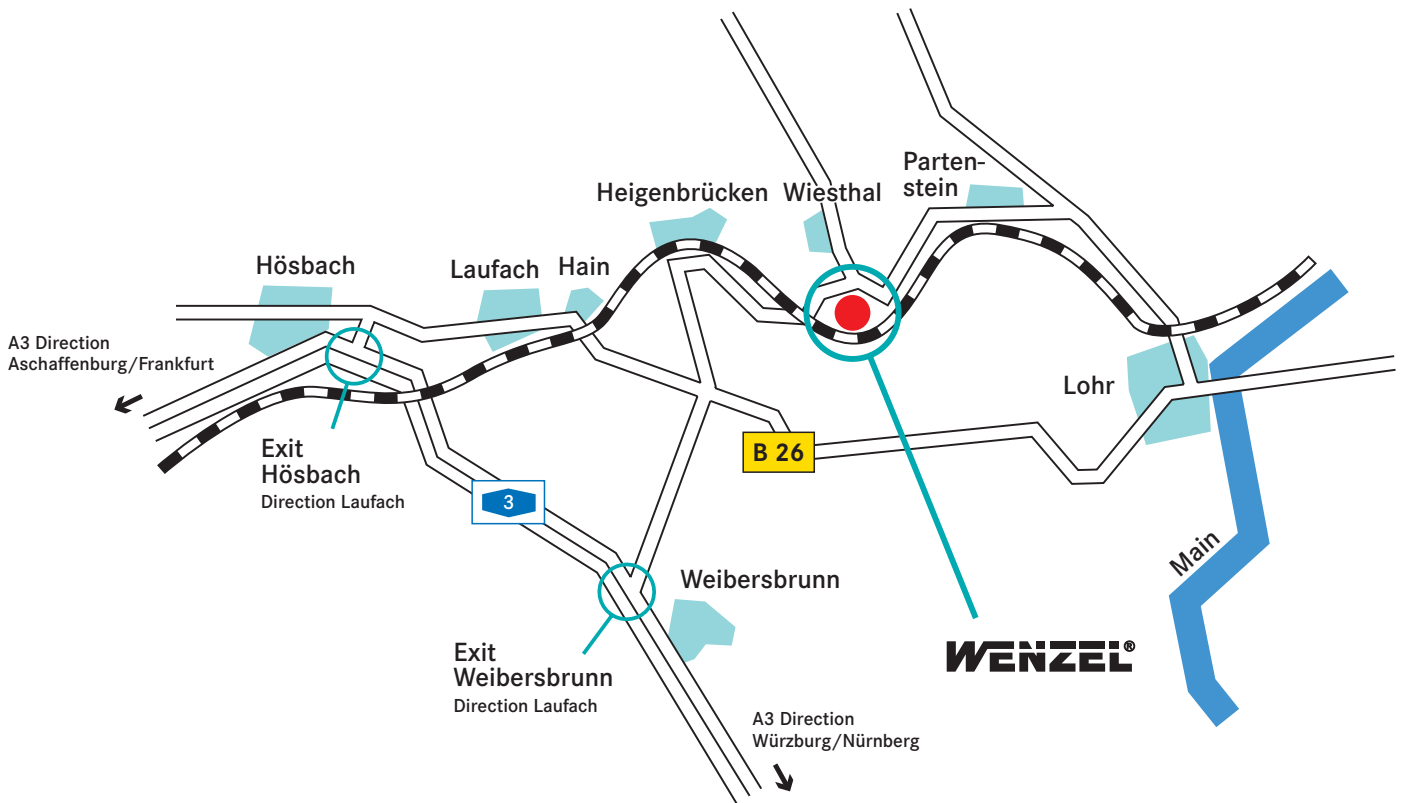 Parten-
stein
Heigenbrücken
Wiesthal
Hösbach
Laufach
Hain
A3 Direction
Aschaffenburg/Frankfurt
Lohr
Exit
Hösbach
Direction Laufach
B 26
3
Main
Weibersbrunn
Exit
Weibersbrunn
Direction Laufach
WENZEL®
A3 Direction
Würzburg/Nürnberg